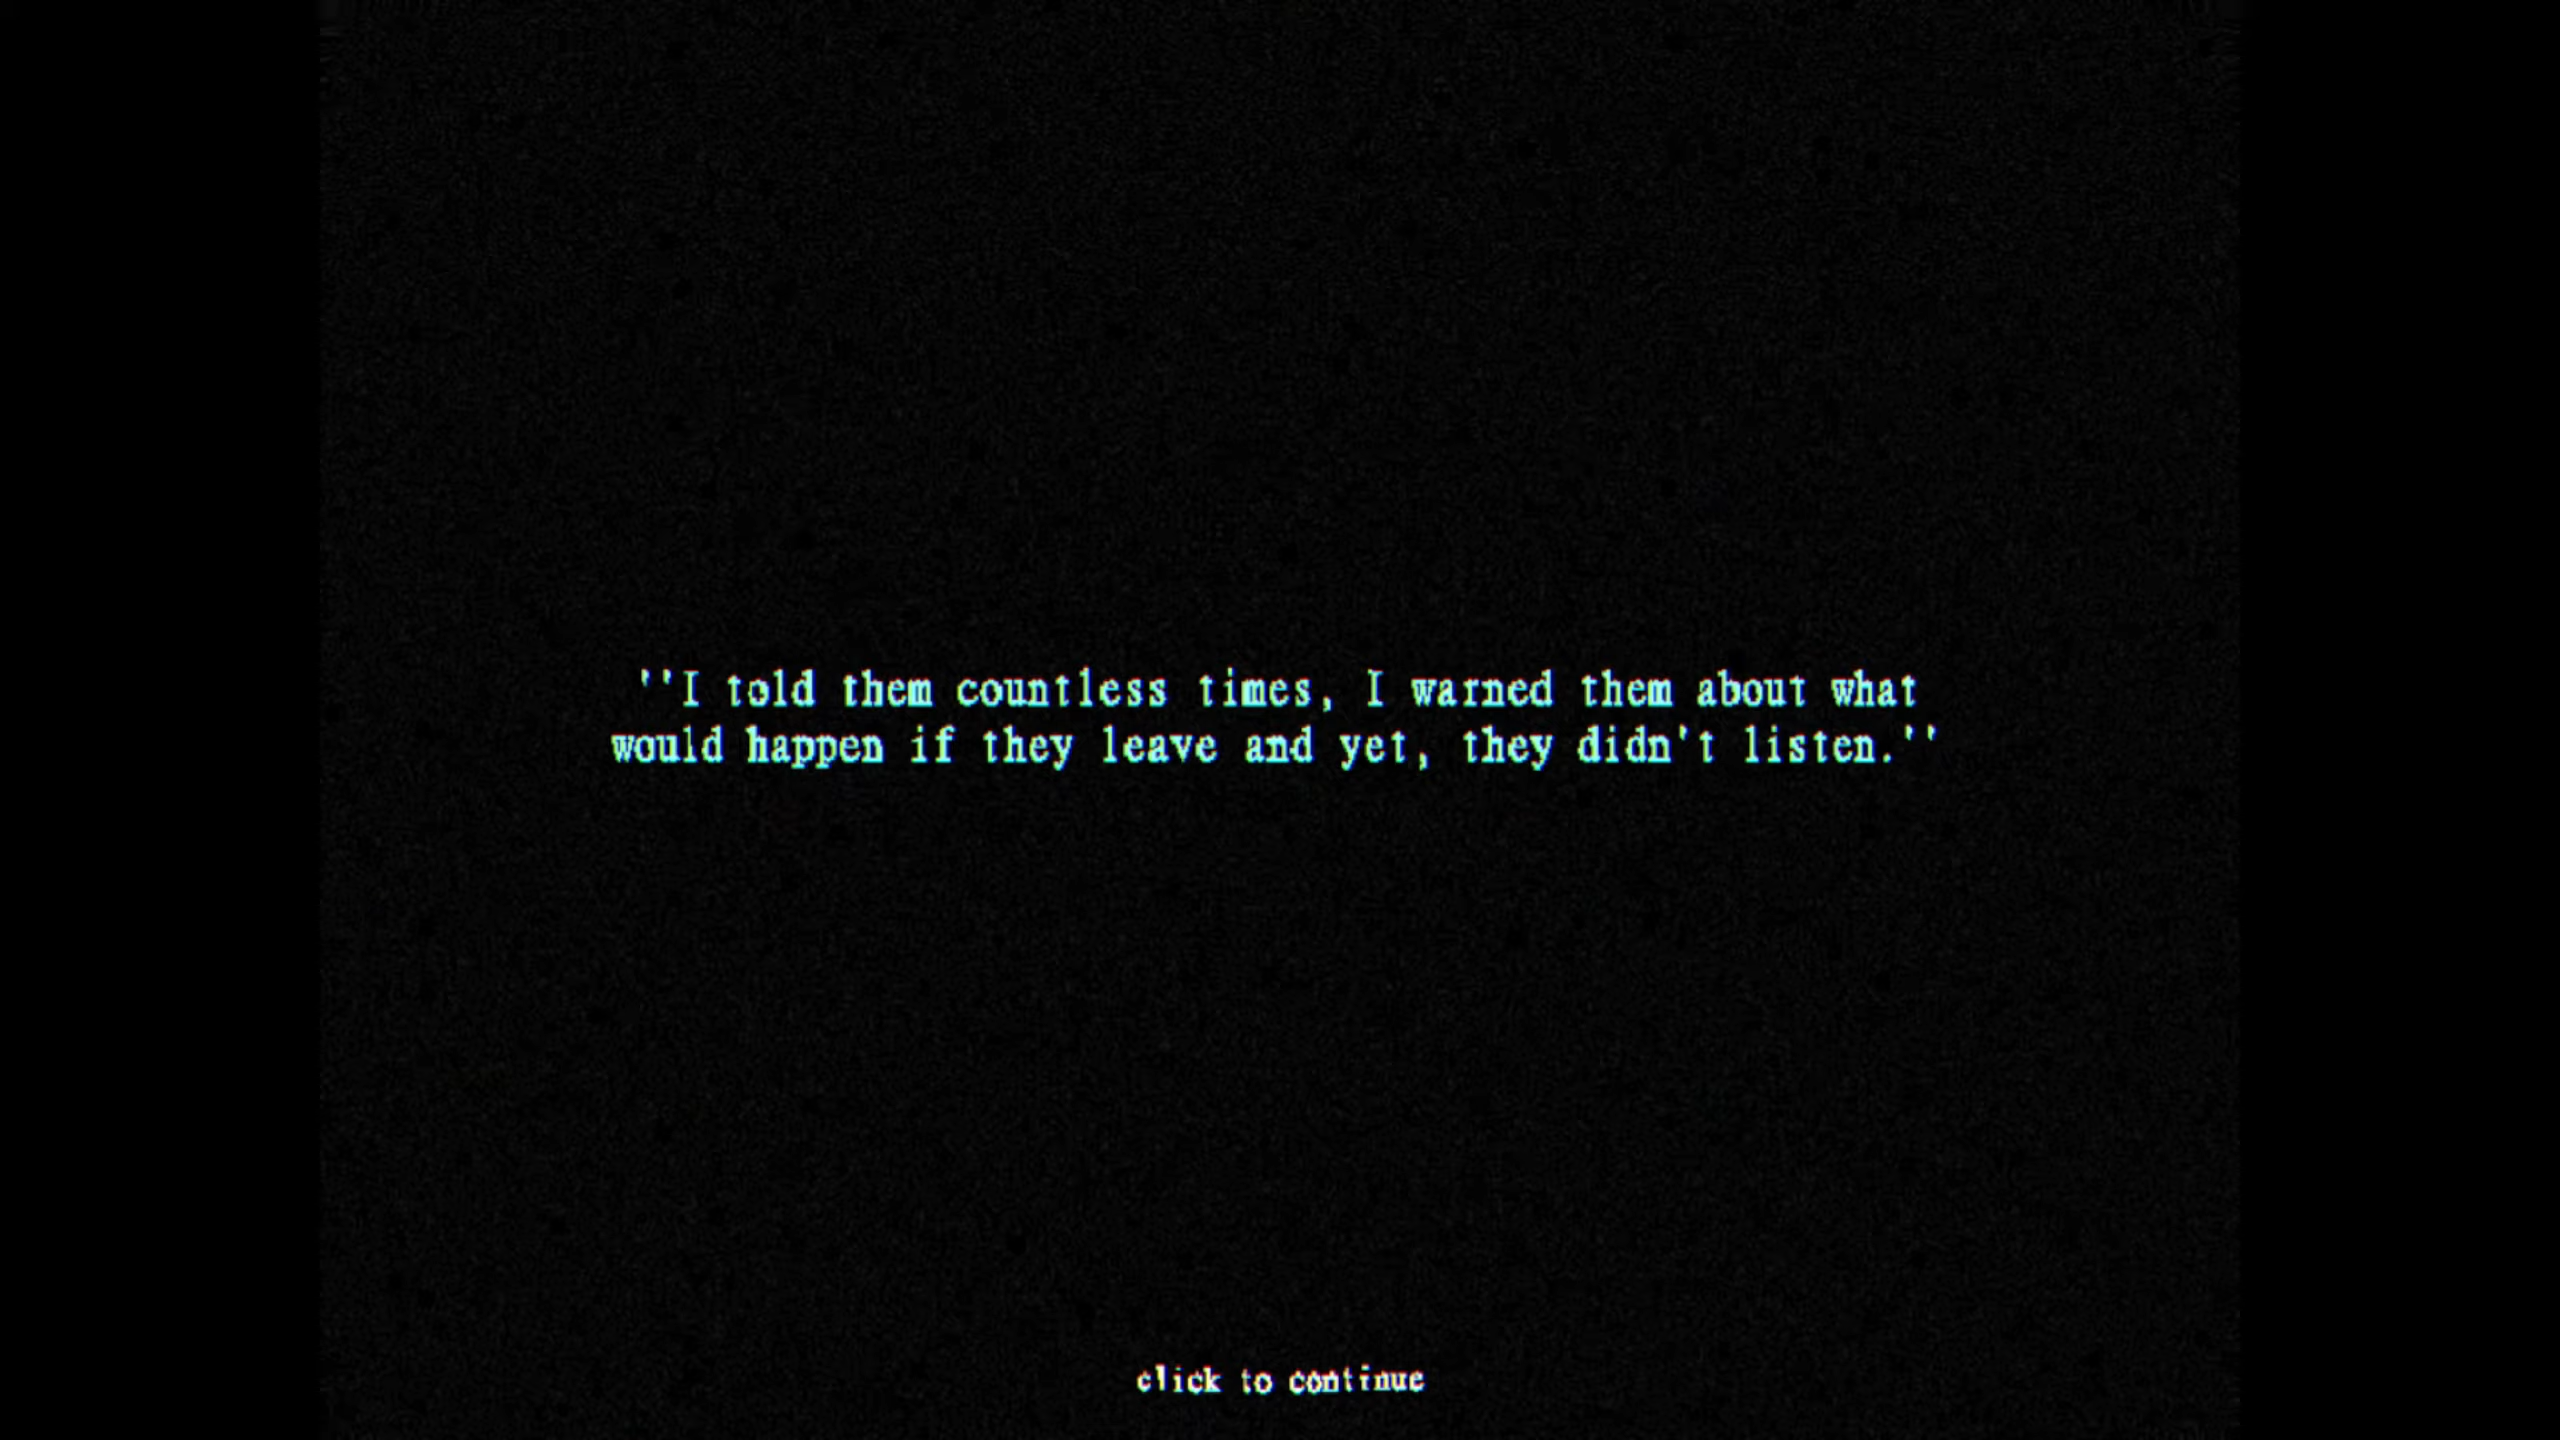 ''I told them countless times, I warned them about what
would happen if they leave and yet, they didn't listen.''
click to continue